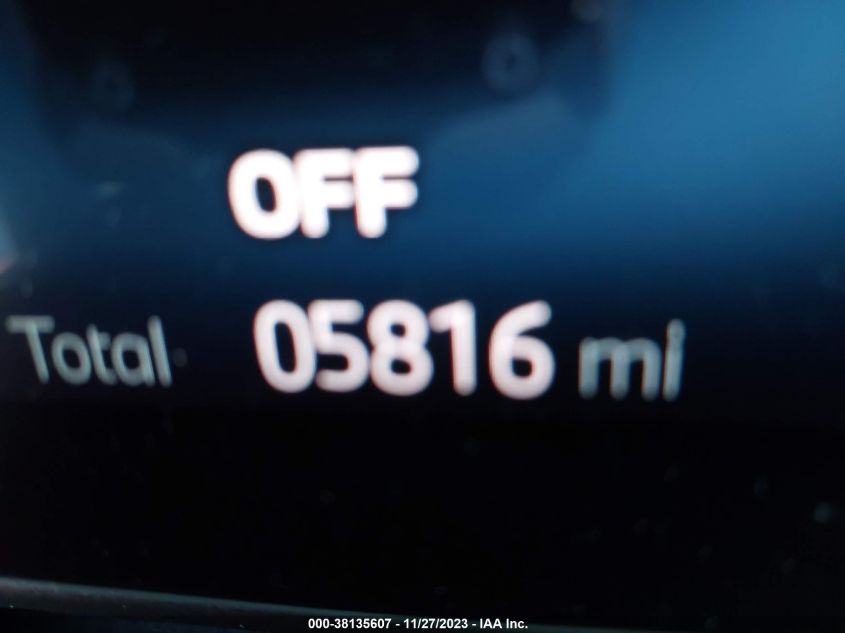 OFF
Total 05816 mi
000-38135607 - 11/27/2023 - IAA Inc.